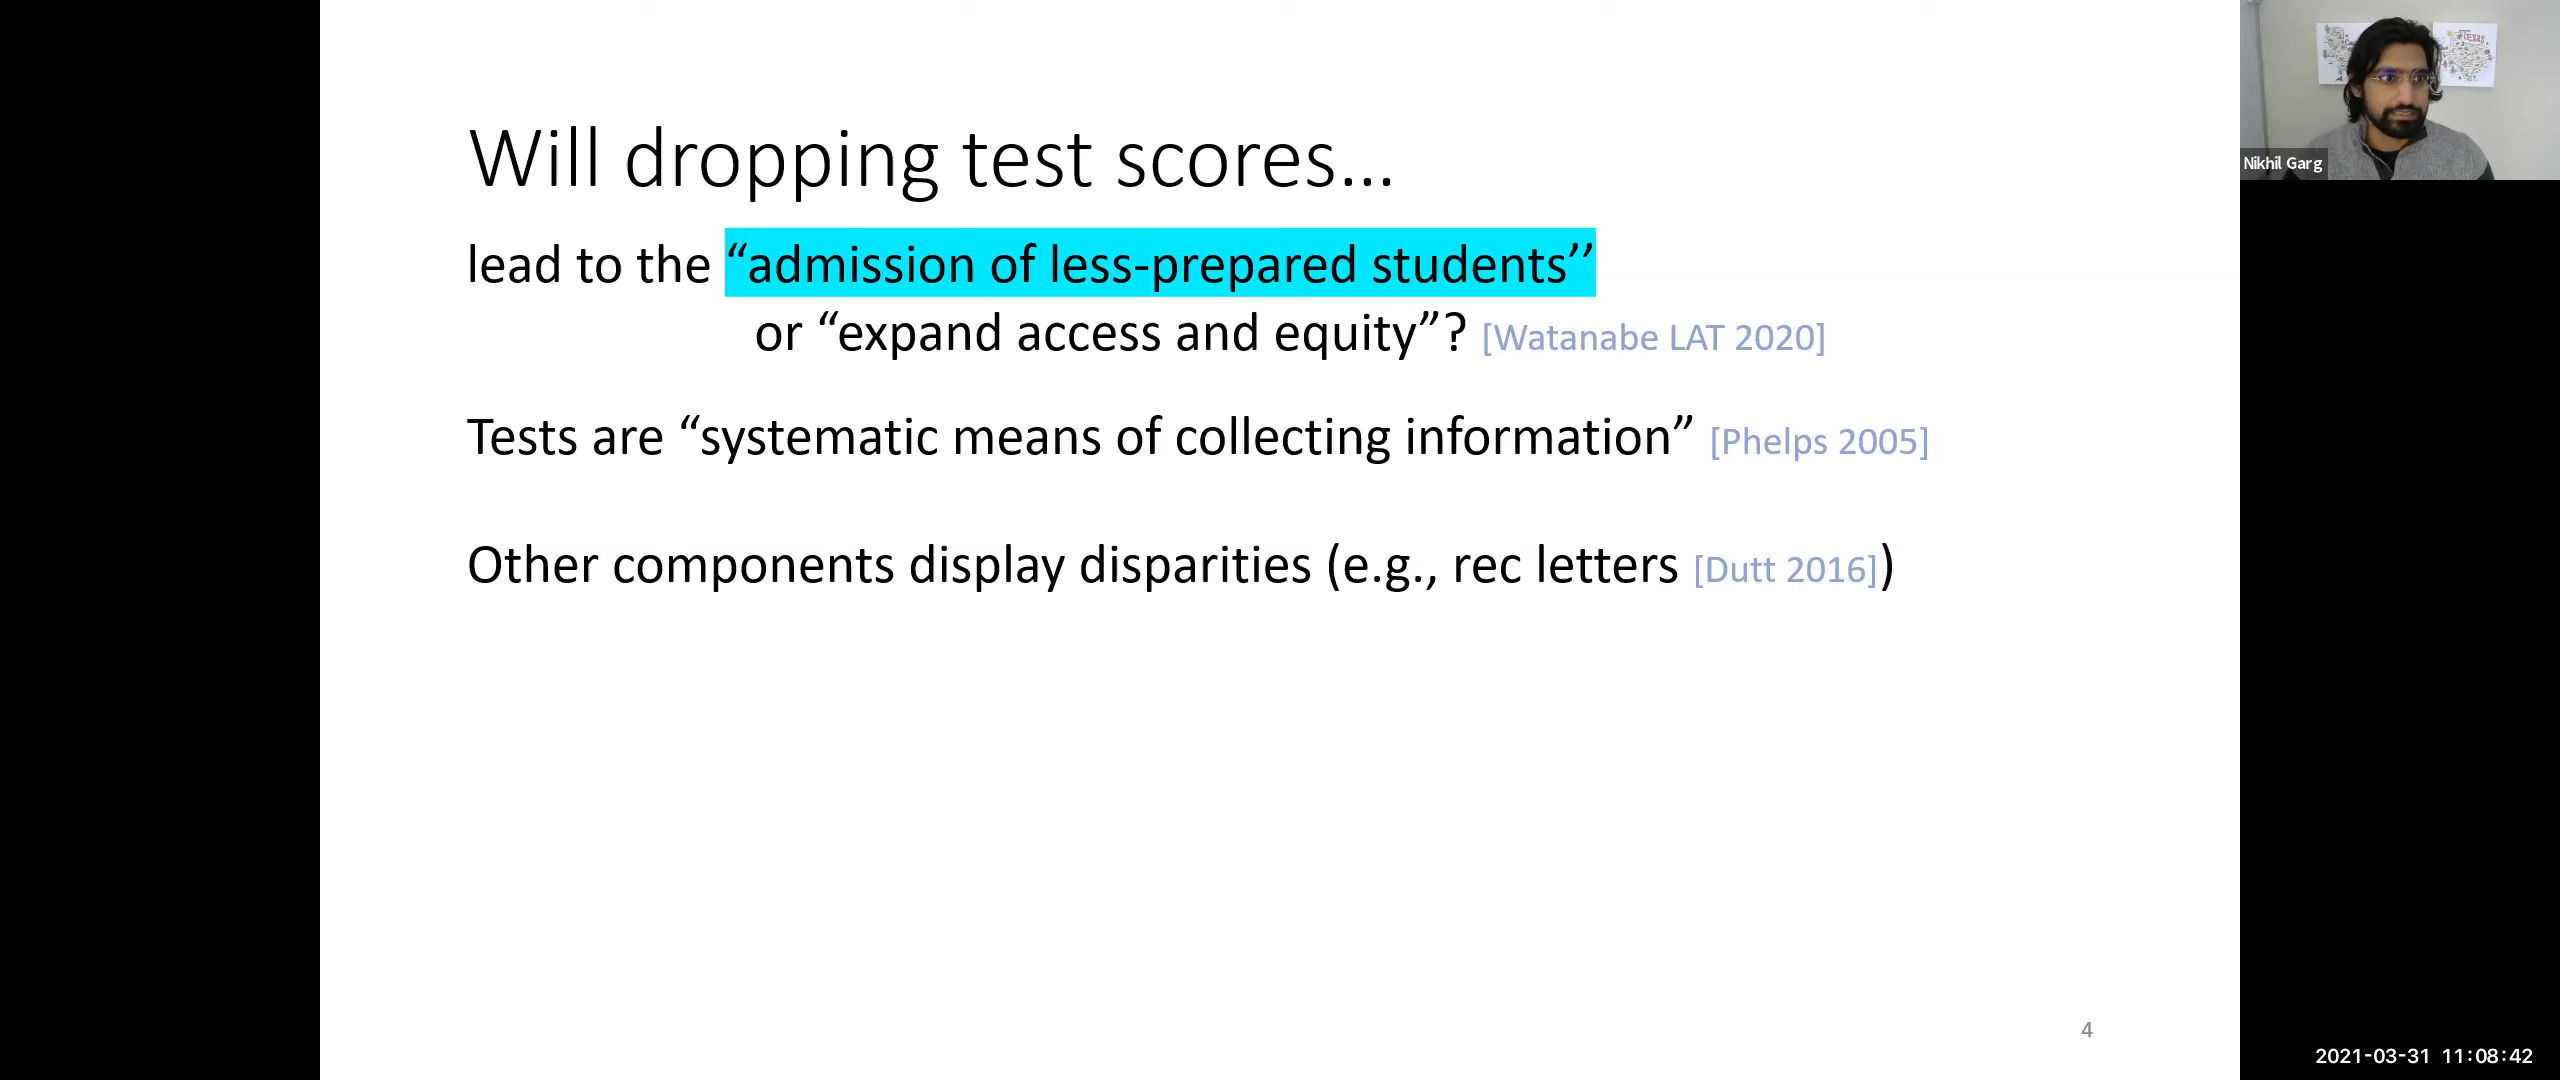 Will dropping test scores...
lead to the “admission of less-prepared students’’
or “expand access and equity”? [Watanabe LAT 2020]
Tests are “systematic means of collecting information” [Phelps 2005]
Other components display disparities (e.g., rec letters [Dutt 2016])
4
Texas
Nikhil Garg
2021-03-31 11:08:42